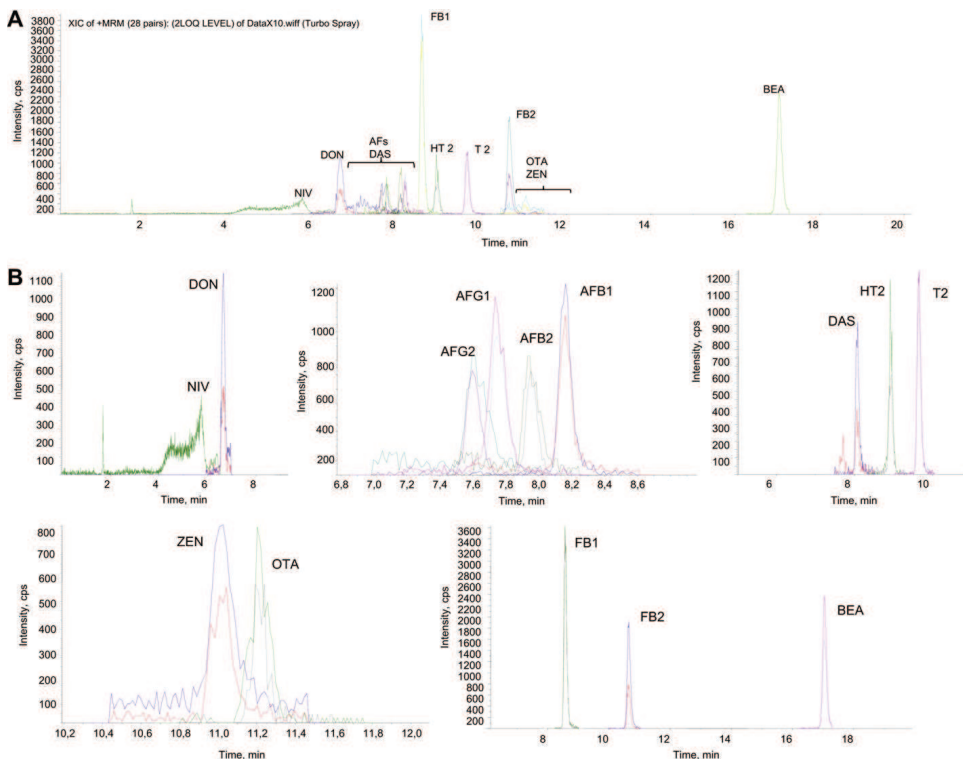 A
XIC of +MRM (28 pairs): (2LOQ LEVEL) of DataX10.wiff (Turbo Spray)
Intensity, cps
3800
3600
3400
3200
3000
2800
2600
2400
2200
2000
1800
1600
1400
1200
1000
800
600
400
200
NIV
DON
AFs
DAS
FB1
HT 2
T 2
FB2
OTA
ZEN
BEA
2 4 6 8 10 12 14 16 18 20
Time, min
B
Intensity, cps
1100
1000
900
800
700
600
500
400
300
200
100
NIV
DON
2 4 6 8
Time, min
Intensity, cps
1200
1000
800
600
400
200
AFG2
AFG1
AFB2
AFB1
6,8 7,0 7,2 7,4 7,6 7,8 8,0 8,2 8,4 8,6
Time, min
Intensity, cps
1200
1100
1000
900
800
700
600
500
400
300
200
100
DAS
HT2
T2
6 8 10
Time, min
Intensity, cps
800
700
600
500
400
300
200
100
ZEN
OTA
10,2 10,4 10,6 10,8 11,0 11,2 11,4 11,6 11,8 12,0
Time, min
Intensity, cps
3600
3400
3200
3000
2800
2600
2400
2200
2000
1800
1600
1400
1200
1000
800
600
400
200
FB1
FB2
BEA
8 10 12 14 16 18
Time, min